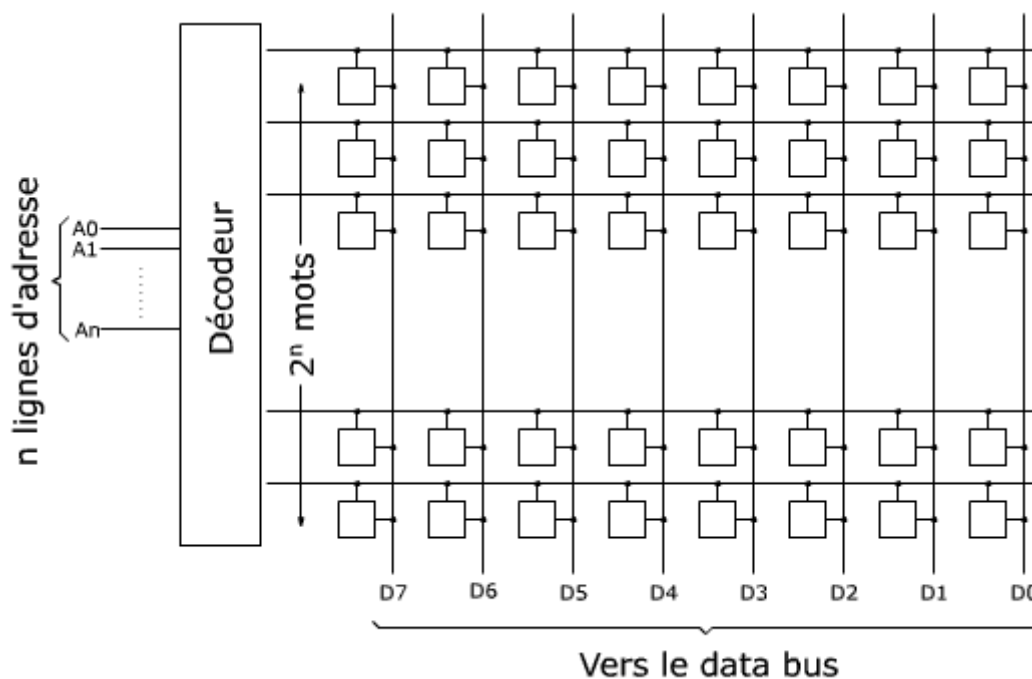 n lignes d'adresse
A0
A1
An
Décodeur
2ⁿ mots
D7 D6 D5 D4 D3 D2 D1 D0
Vers le data bus